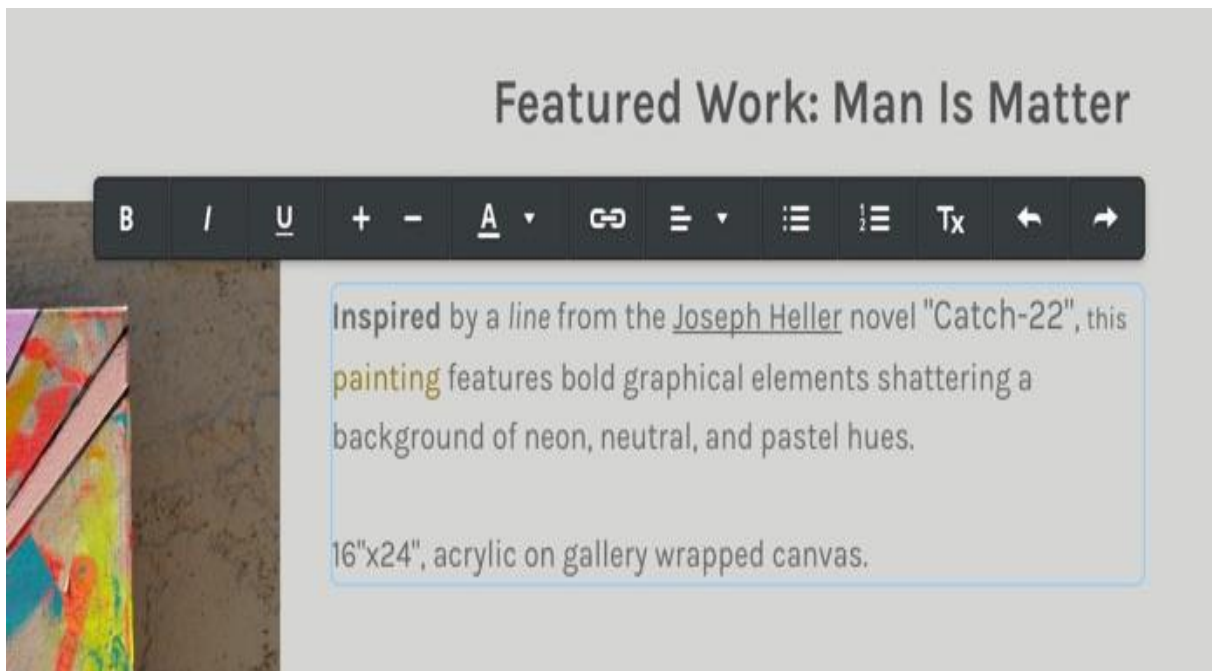 Featured Work: Man Is Matter
B I U + - A Tx
Inspired by a line from the Joseph Heller novel "Catch-22", this
painting features bold graphical elements shattering a
background of neon, neutral, and pastel hues.
16"x24", acrylic on gallery wrapped canvas.